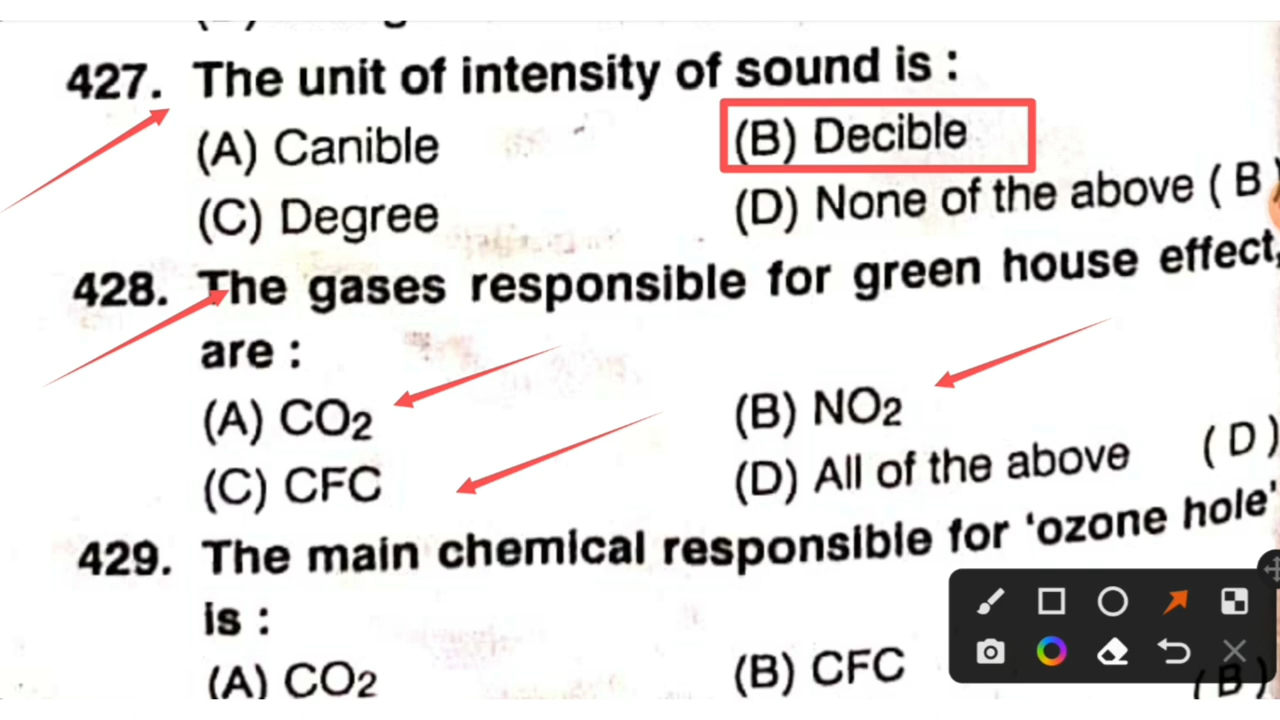 427. The unit of intensity of sound is :
(A) Canible (B) Decible
(C) Degree (D) None of the above ( B )
428. The gases responsible for green house effect,
are :
(A) CO2 (B) NO2
(C) CFC (D) All of the above ( D )
429. The main chemical responsible for ‘ozone hole’
is :
(A) CO2 (B) CFC
( B )